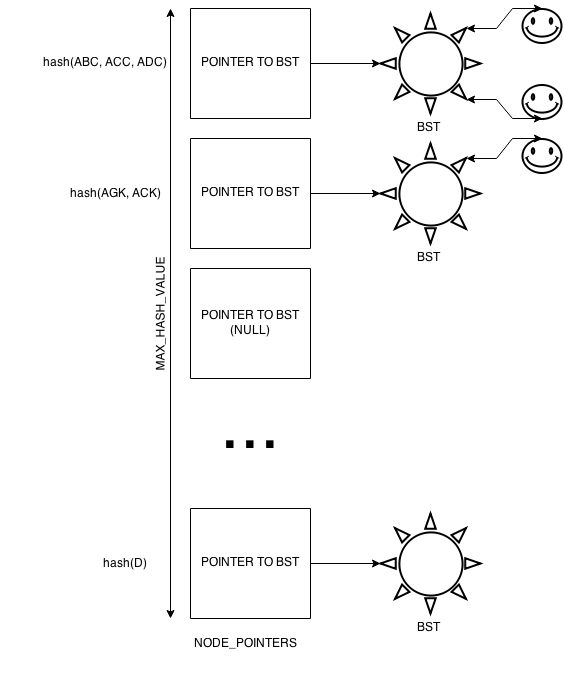 hash(ABC, ACC, ADC)
POINTER TO BST
BST
hash(AGK, ACK)
POINTER TO BST
BST
MAX_HASH_VALUE
POINTER TO BST
(NULL)
...
hash(D)
POINTER TO BST
BST
NODE_POINTERS